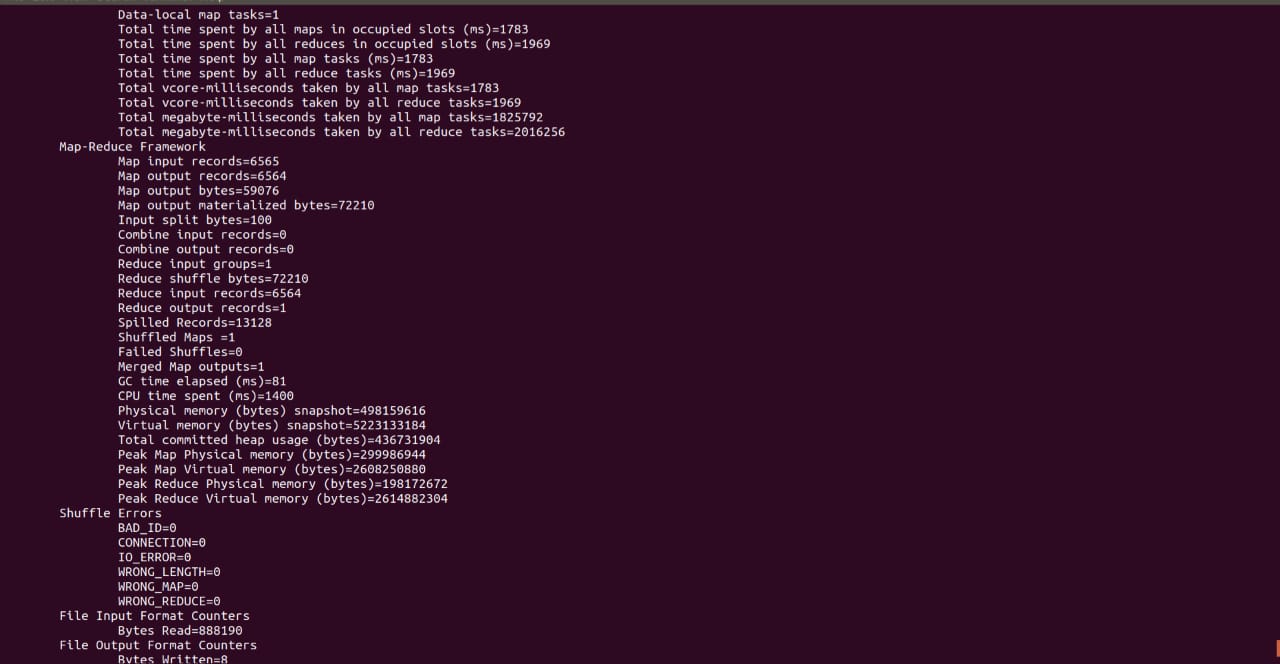 Data-local map tasks=1
Total time spent by all maps in occupied slots (ms)=1783
Total time spent by all reduces in occupied slots (ms)=1969
Total time spent by all map tasks (ms)=1783
Total time spent by all reduce tasks (ms)=1969
Total vcore-milliseconds taken by all map tasks=1783
Total vcore-milliseconds taken by all reduce tasks=1969
Total megabyte-milliseconds taken by all map tasks=1825792
Total megabyte-milliseconds taken by all reduce tasks=2016256
Map-Reduce Framework
Map input records=6565
Map output records=6564
Map output bytes=59076
Map output materialized bytes=72210
Input split bytes=100
Combine input records=0
Combine output records=0
Reduce input groups=1
Reduce shuffle bytes=72210
Reduce input records=6564
Reduce output records=1
Spilled Records=13128
Shuffled Maps =1
Failed Shuffles=0
Merged Map outputs=1
GC time elapsed (ms)=81
CPU time spent (ms)=1400
Physical memory (bytes) snapshot=498159616
Virtual memory (bytes) snapshot=5223133184
Total committed heap usage (bytes)=436731904
Peak Map Physical memory (bytes)=299986944
Peak Map Virtual memory (bytes)=2608250880
Peak Reduce Physical memory (bytes)=198172672
Peak Reduce Virtual memory (bytes)=2614882304
Shuffle Errors
BAD_ID=0
CONNECTION=0
IO_ERROR=0
WRONG_LENGTH=0
WRONG_MAP=0
WRONG_REDUCE=0
File Input Format Counters
Bytes Read=888190
File Output Format Counters
Bytes Written=8